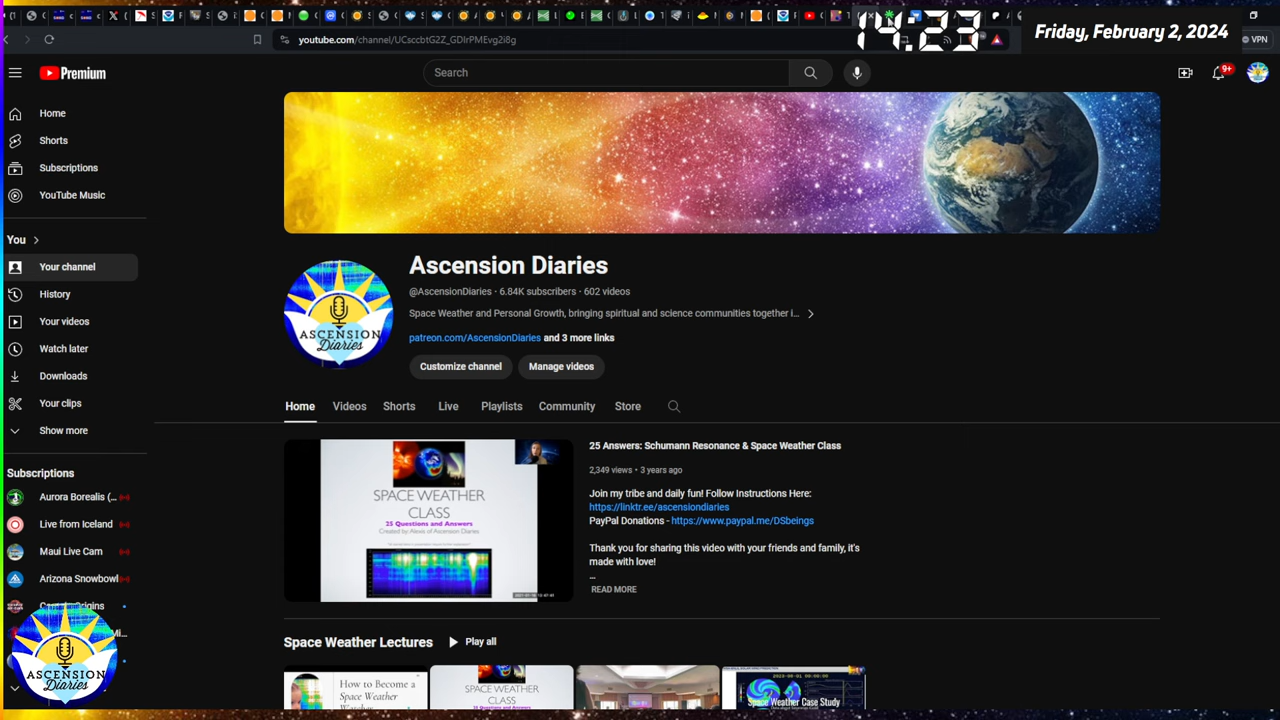 14:23
Friday, February 2, 2024
youtube.com/channel/UCsccbtG2Z_GDIrPMEvg2i8g
VPN
Premium
Search
9+
Home
Shorts
Subscriptions
YouTube Music
You
Your channel
History
Your videos
Watch later
Downloads
Your clips
Show more
Subscriptions
Aurora Borealis (...
Live from Iceland
Maui Live Cam
Arizona Snowbowl
ASCENSION
Diaries
Ascension Diaries
@AscensionDiaries · 6.84K subscribers · 602 videos
Space Weather and Personal Growth, bringing spiritual and science communities together i...
patreon.com/AscensionDiaries and 3 more links
Customize channel
Manage videos
ASCENSION
Diaries
Home
Videos
Shorts
Live
Playlists
Community
Store
SPACE WEATHER
CLASS
25 Questions and Answers
Created by: Alexis of Ascension Diaries
25 Answers: Schumann Resonance & Space Weather Class
2,349 views · 3 years ago
Join my tribe and daily fun! Follow Instructions Here:
https://linktr.ee/ascensiondiaries
PayPal Donations - https://www.paypal.me/DSbeings
Thank you for sharing this video with your friends and family, it's
made with love!
...
READ MORE
Space Weather Lectures
Play all
How to Become a
Space Weather
SPACE WEATHER
CLASS
Space Weather Case Study